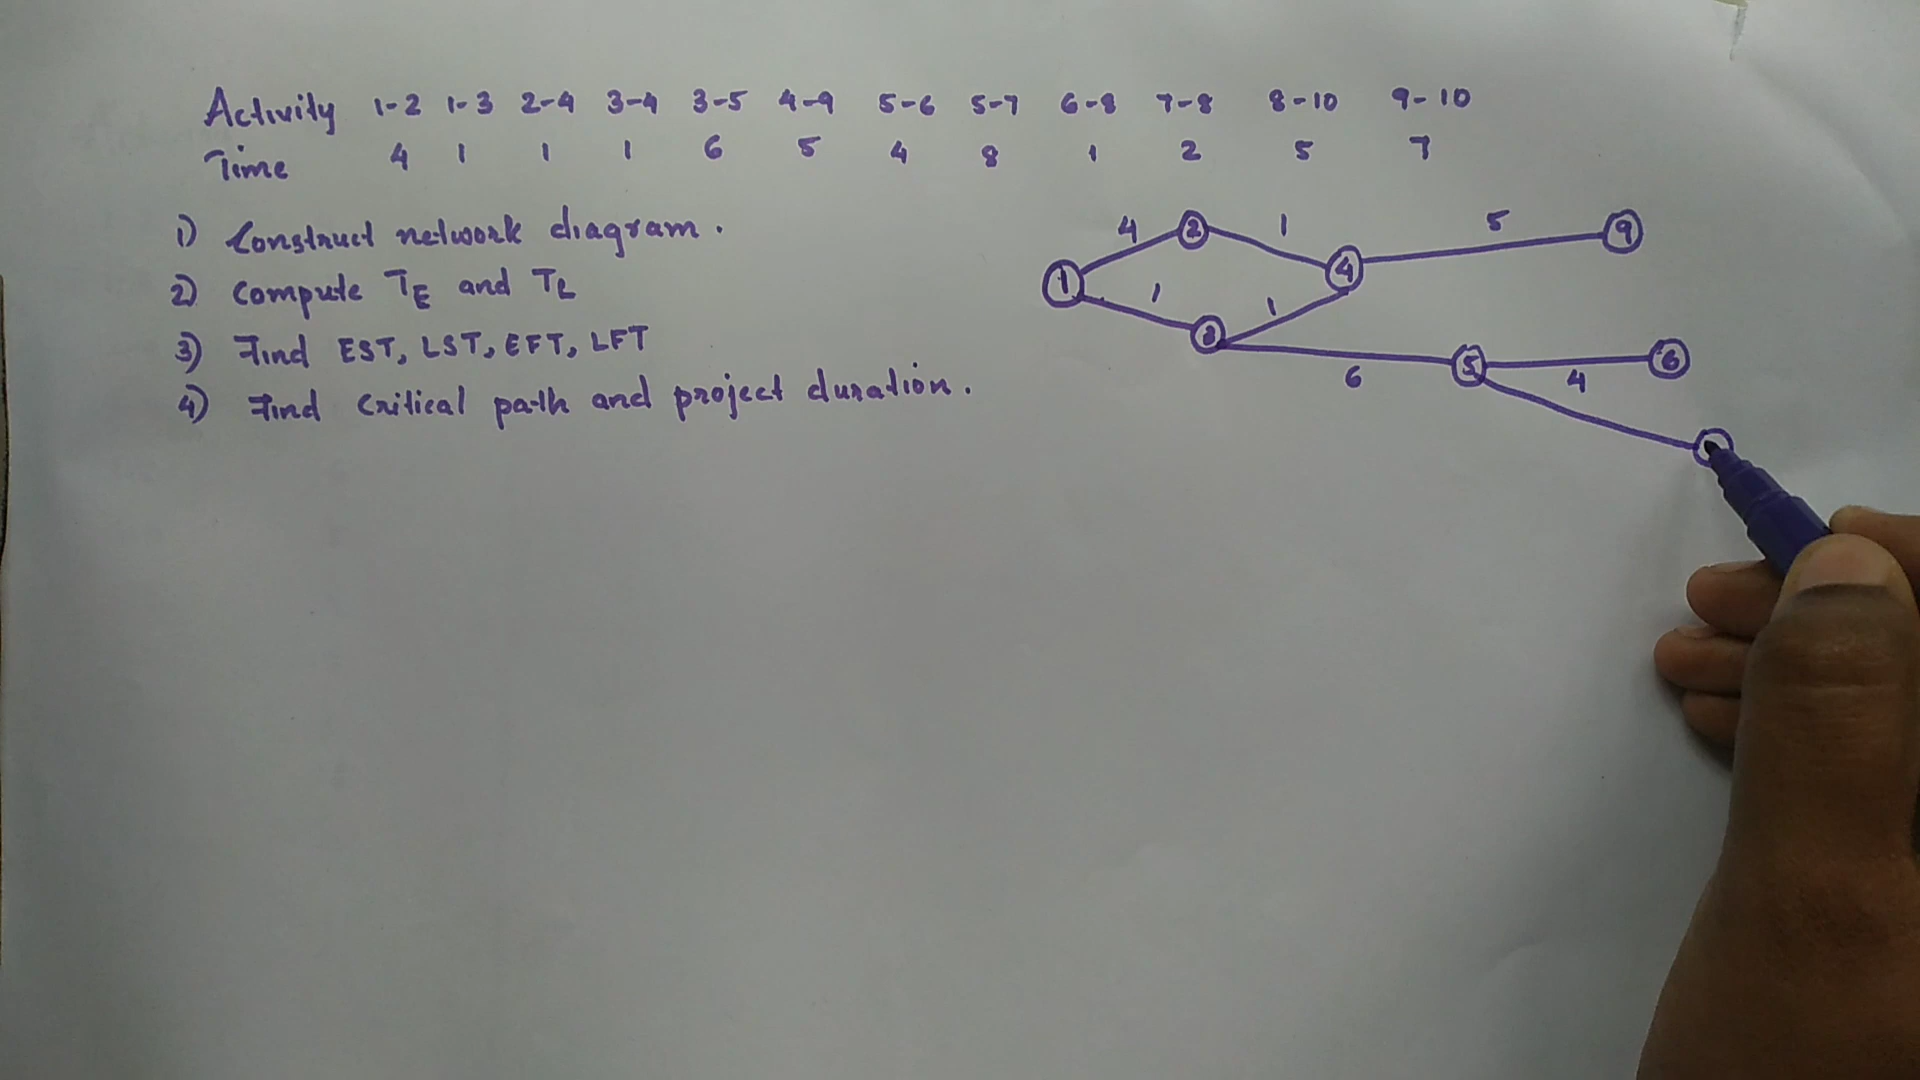 Activity 1-2 1-3 2-4 3-4 3-5 4-9 5-6 5-7 6-8 7-8 8-10 9-10
Time 4 1 1 1 6 5 4 8 1 2 5 7
1) Construct network diagram.
2) Compute TE and TL
3) Find EST, LST, EFT, LFT
4) Find Critical path and project duration.
4 2 1 5 9
1 4
1 1
3
6 5 4 6